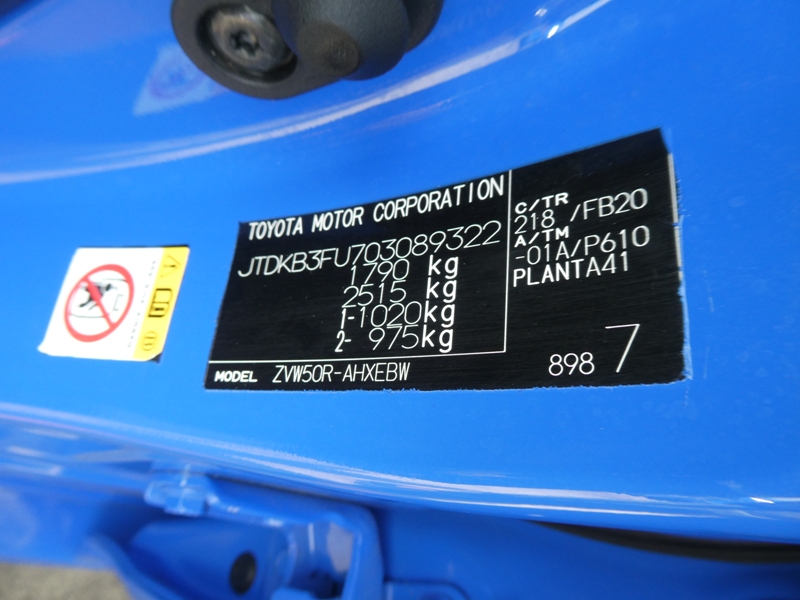 TOYOTA MOTOR CORPORATION
JTDKB3FU703089322
1790 kg
2515 kg
1-1020kg
2- 975kg
MODEL ZVW50R-AHXEBW
C/TR
218 /FB20
A/TM
-01A/P610
PLANTA41
898 7